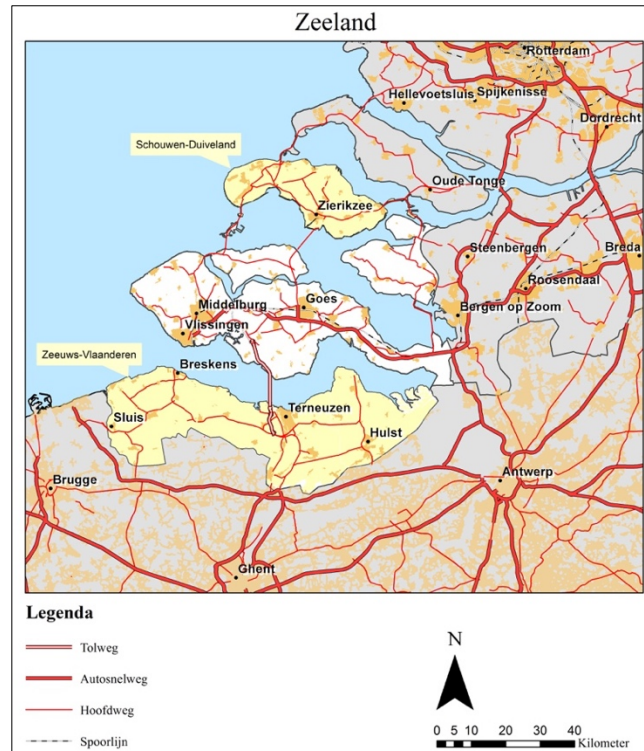 Zeeland
Rotterdam
Hellevoetsluis
Spijkenisse
Dordrecht
Schouwen-Duiveland
Oude Tonge
Zierikzee
Steenbergen
Breda
Roosendaal
Middelburg
Goes
Bergen op Zoom
Vlissingen
Zeeuws-Vlaanderen
Breskens
Sluis
Terneuzen
Hulst
Antwerp
Brugge
Ghent
Legenda
Tolweg
Autosnelweg
Hoofdweg
Spoorlijn
N
0 5 10 20 30 40
Kilometer